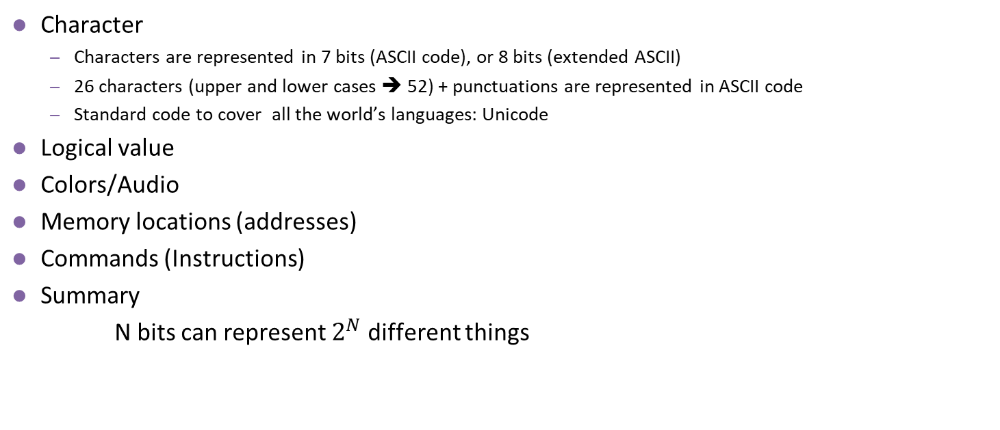 ● Character
– Characters are represented in 7 bits (ASCII code), or 8 bits (extended ASCII)
– 26 characters (upper and lower cases ➔ 52) + punctuations are represented in ASCII code
– Standard code to cover all the world’s languages: Unicode
● Logical value
● Colors/Audio
● Memory locations (addresses)
● Commands (Instructions)
● Summary
N bits can represent 2^N different things